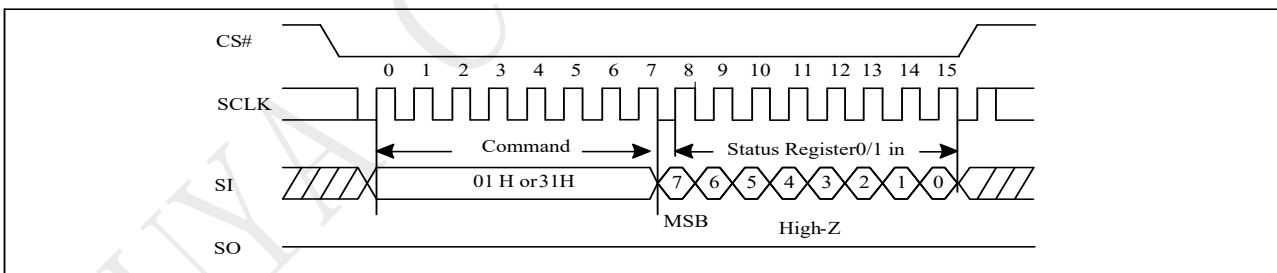 CS#
0 1 2 3 4 5 6 7 8 9 10 11 12 13 14 15
SCLK
Command
Status Register0/1 in
SI
01 H or31H
7 6 5 4 3 2 1 0
MSB
High-Z
SO